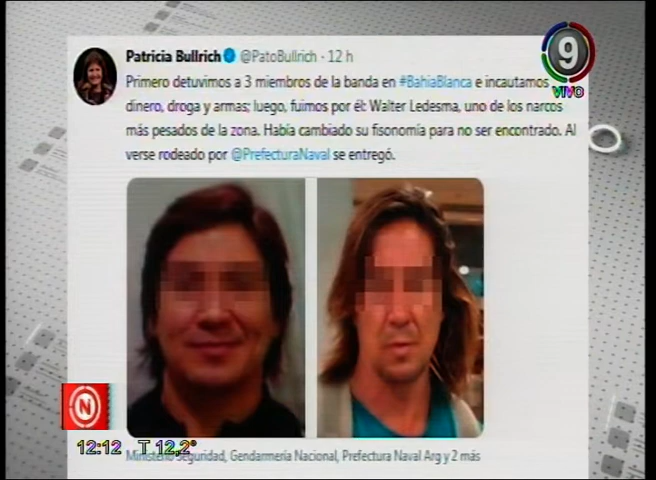 Patricia Bullrich @PatoBullrich · 12 h
Primero detuvimos a 3 miembros de la banda en #BahíaBlanca e incautamos
dinero, droga y armas; luego, fuimos por él: Walter Ledesma, uno de los narcos
más pesados de la zona. Había cambiado su fisonomía para no ser encontrado. Al
verse rodeado por @PrefecturaNaval se entregó.
9
VIVO
N
12:12 T 12,2°
Ministerio Seguridad, Gendarmería Nacional, Prefectura Naval Arg y 2 más